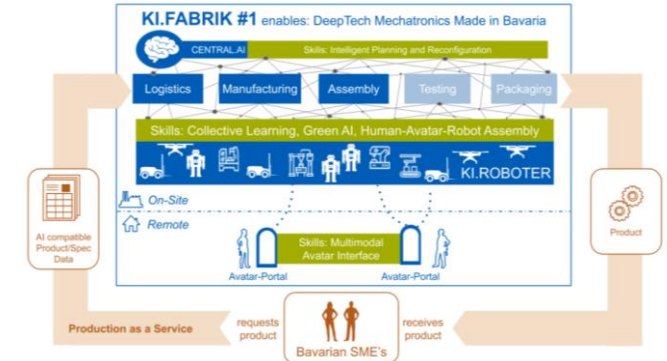 KI.FABRIK #1 enables: DeepTech Mechatronics Made in Bavaria
CENTRAL.AI
Skills: Intelligent Planning and Reconfiguration
Logistics
Manufacturing
Assembly
Testing
Packaging
Skills: Collective Learning, Green AI, Human-Avatar-Robot Assembly
KI.ROBOTER
On-Site
Remote
AI compatible
Product/Spec
Data
Product
Skills: Multimodal
Avatar Interface
Avatar-Portal
Avatar-Portal
Production as a Service
requests
product
receives
product
Bavarian SME's